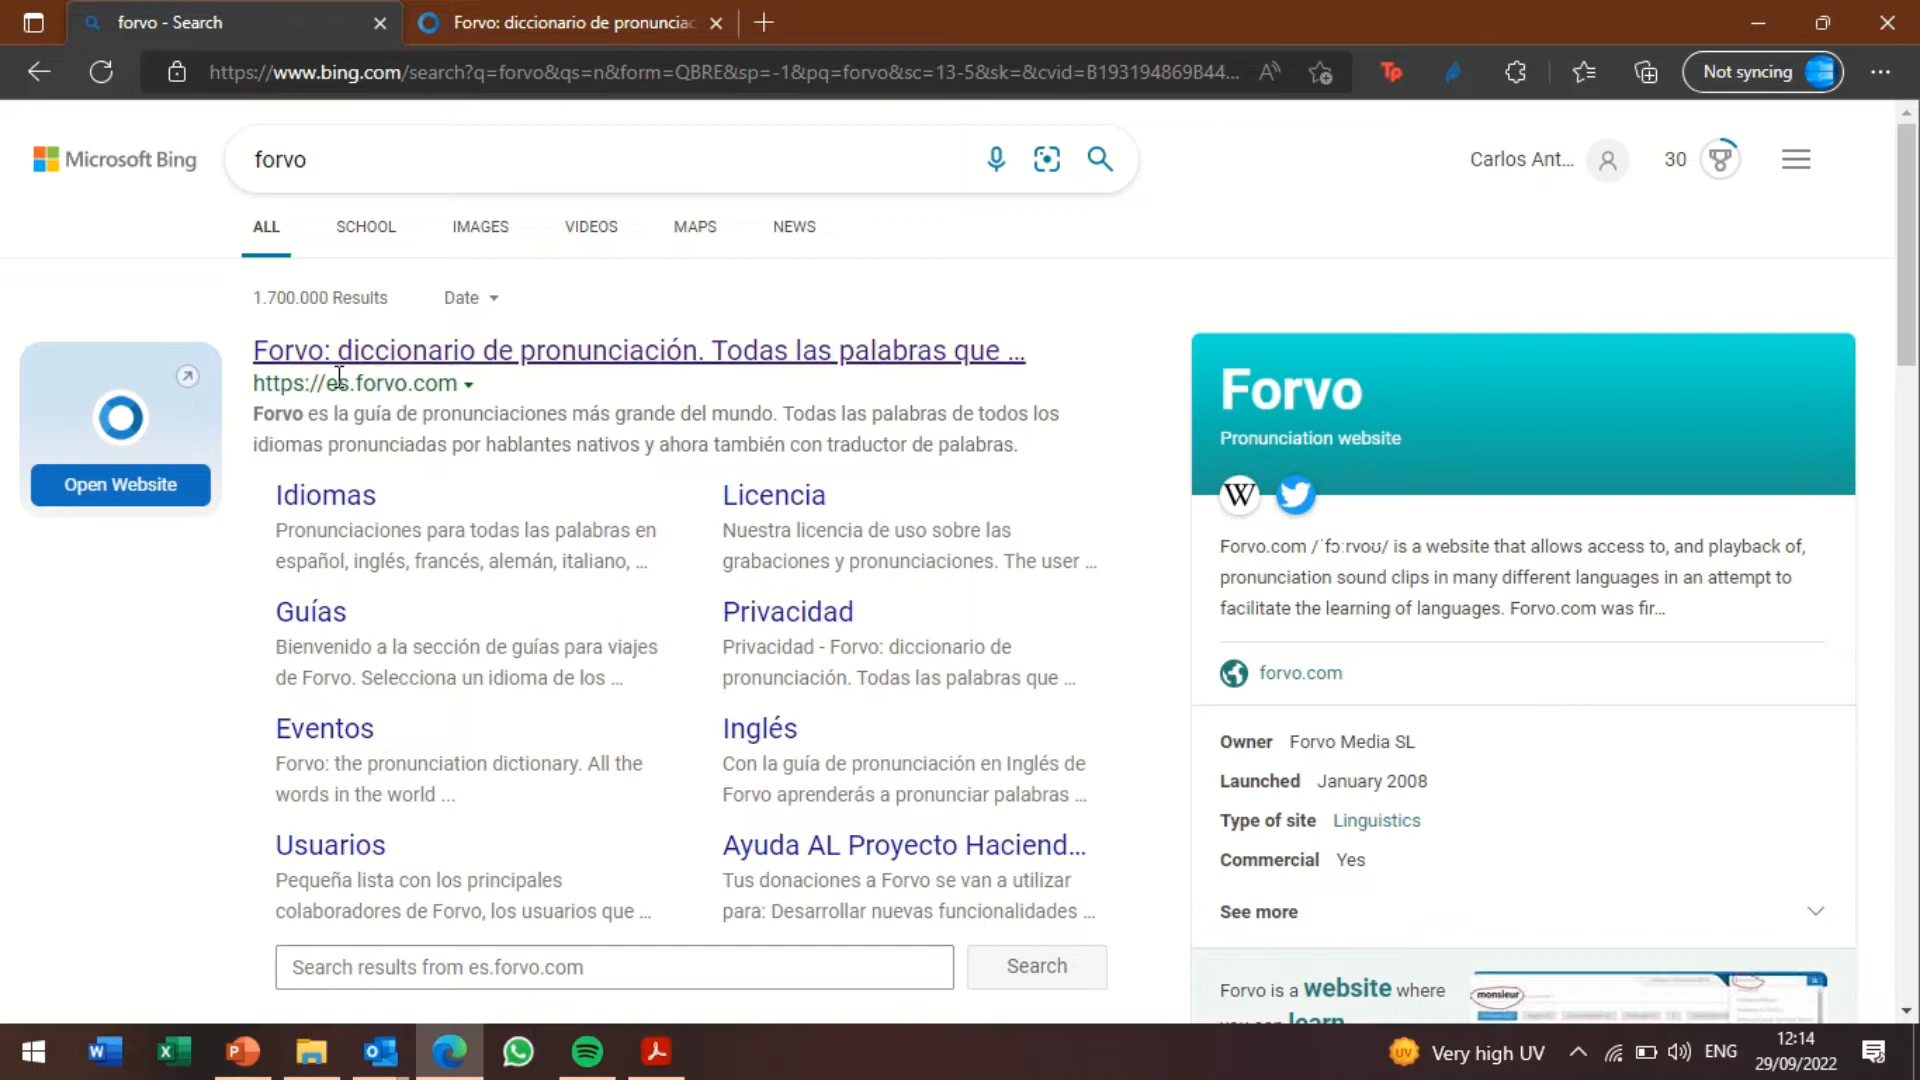 forvo - Search
Forvo: diccionario de pronunciac
https://www.bing.com/search?q=forvo&qs=n&form=QBRE&sp=-1&pq=forvo&sc=13-5&sk=&cvid=B193194869B44...
Not syncing
Microsoft Bing
forvo
Carlos Ant...
30
ALL SCHOOL IMAGES VIDEOS MAPS NEWS
1.700.000 Results Date
Forvo: diccionario de pronunciación. Todas las palabras que ...
https://es.forvo.com
Forvo es la guía de pronunciaciones más grande del mundo. Todas las palabras de todos los
idiomas pronunciadas por hablantes nativos y ahora también con traductor de palabras.
Open Website
Idiomas
Pronunciaciones para todas las palabras en
español, inglés, francés, alemán, italiano, ...
Licencia
Nuestra licencia de uso sobre las
grabaciones y pronunciaciones. The user ...
Guías
Bienvenido a la sección de guías para viajes
de Forvo. Selecciona un idioma de los ...
Privacidad
Privacidad - Forvo: diccionario de
pronunciación. Todas las palabras que ...
Eventos
Forvo: the pronunciation dictionary. All the
words in the world ...
Inglés
Con la guía de pronunciación en Inglés de
Forvo aprenderás a pronunciar palabras ...
Usuarios
Pequeña lista con los principales
colaboradores de Forvo, los usuarios que ...
Ayuda AL Proyecto Haciend...
Tus donaciones a Forvo se van a utilizar
para: Desarrollar nuevas funcionalidades ...
Search results from es.forvo.com
Search
Forvo
Pronunciation website
W
Forvo.com /ˈfɔːrvoʊ/ is a website that allows access to, and playback of,
pronunciation sound clips in many different languages in an attempt to
facilitate the learning of languages. Forvo.com was fir...
forvo.com
Owner Forvo Media SL
Launched January 2008
Type of site Linguistics
Commercial Yes
See more
Forvo is a website where
you can learn
monsieur
UV Very high UV
ENG
12:14
29/09/2022